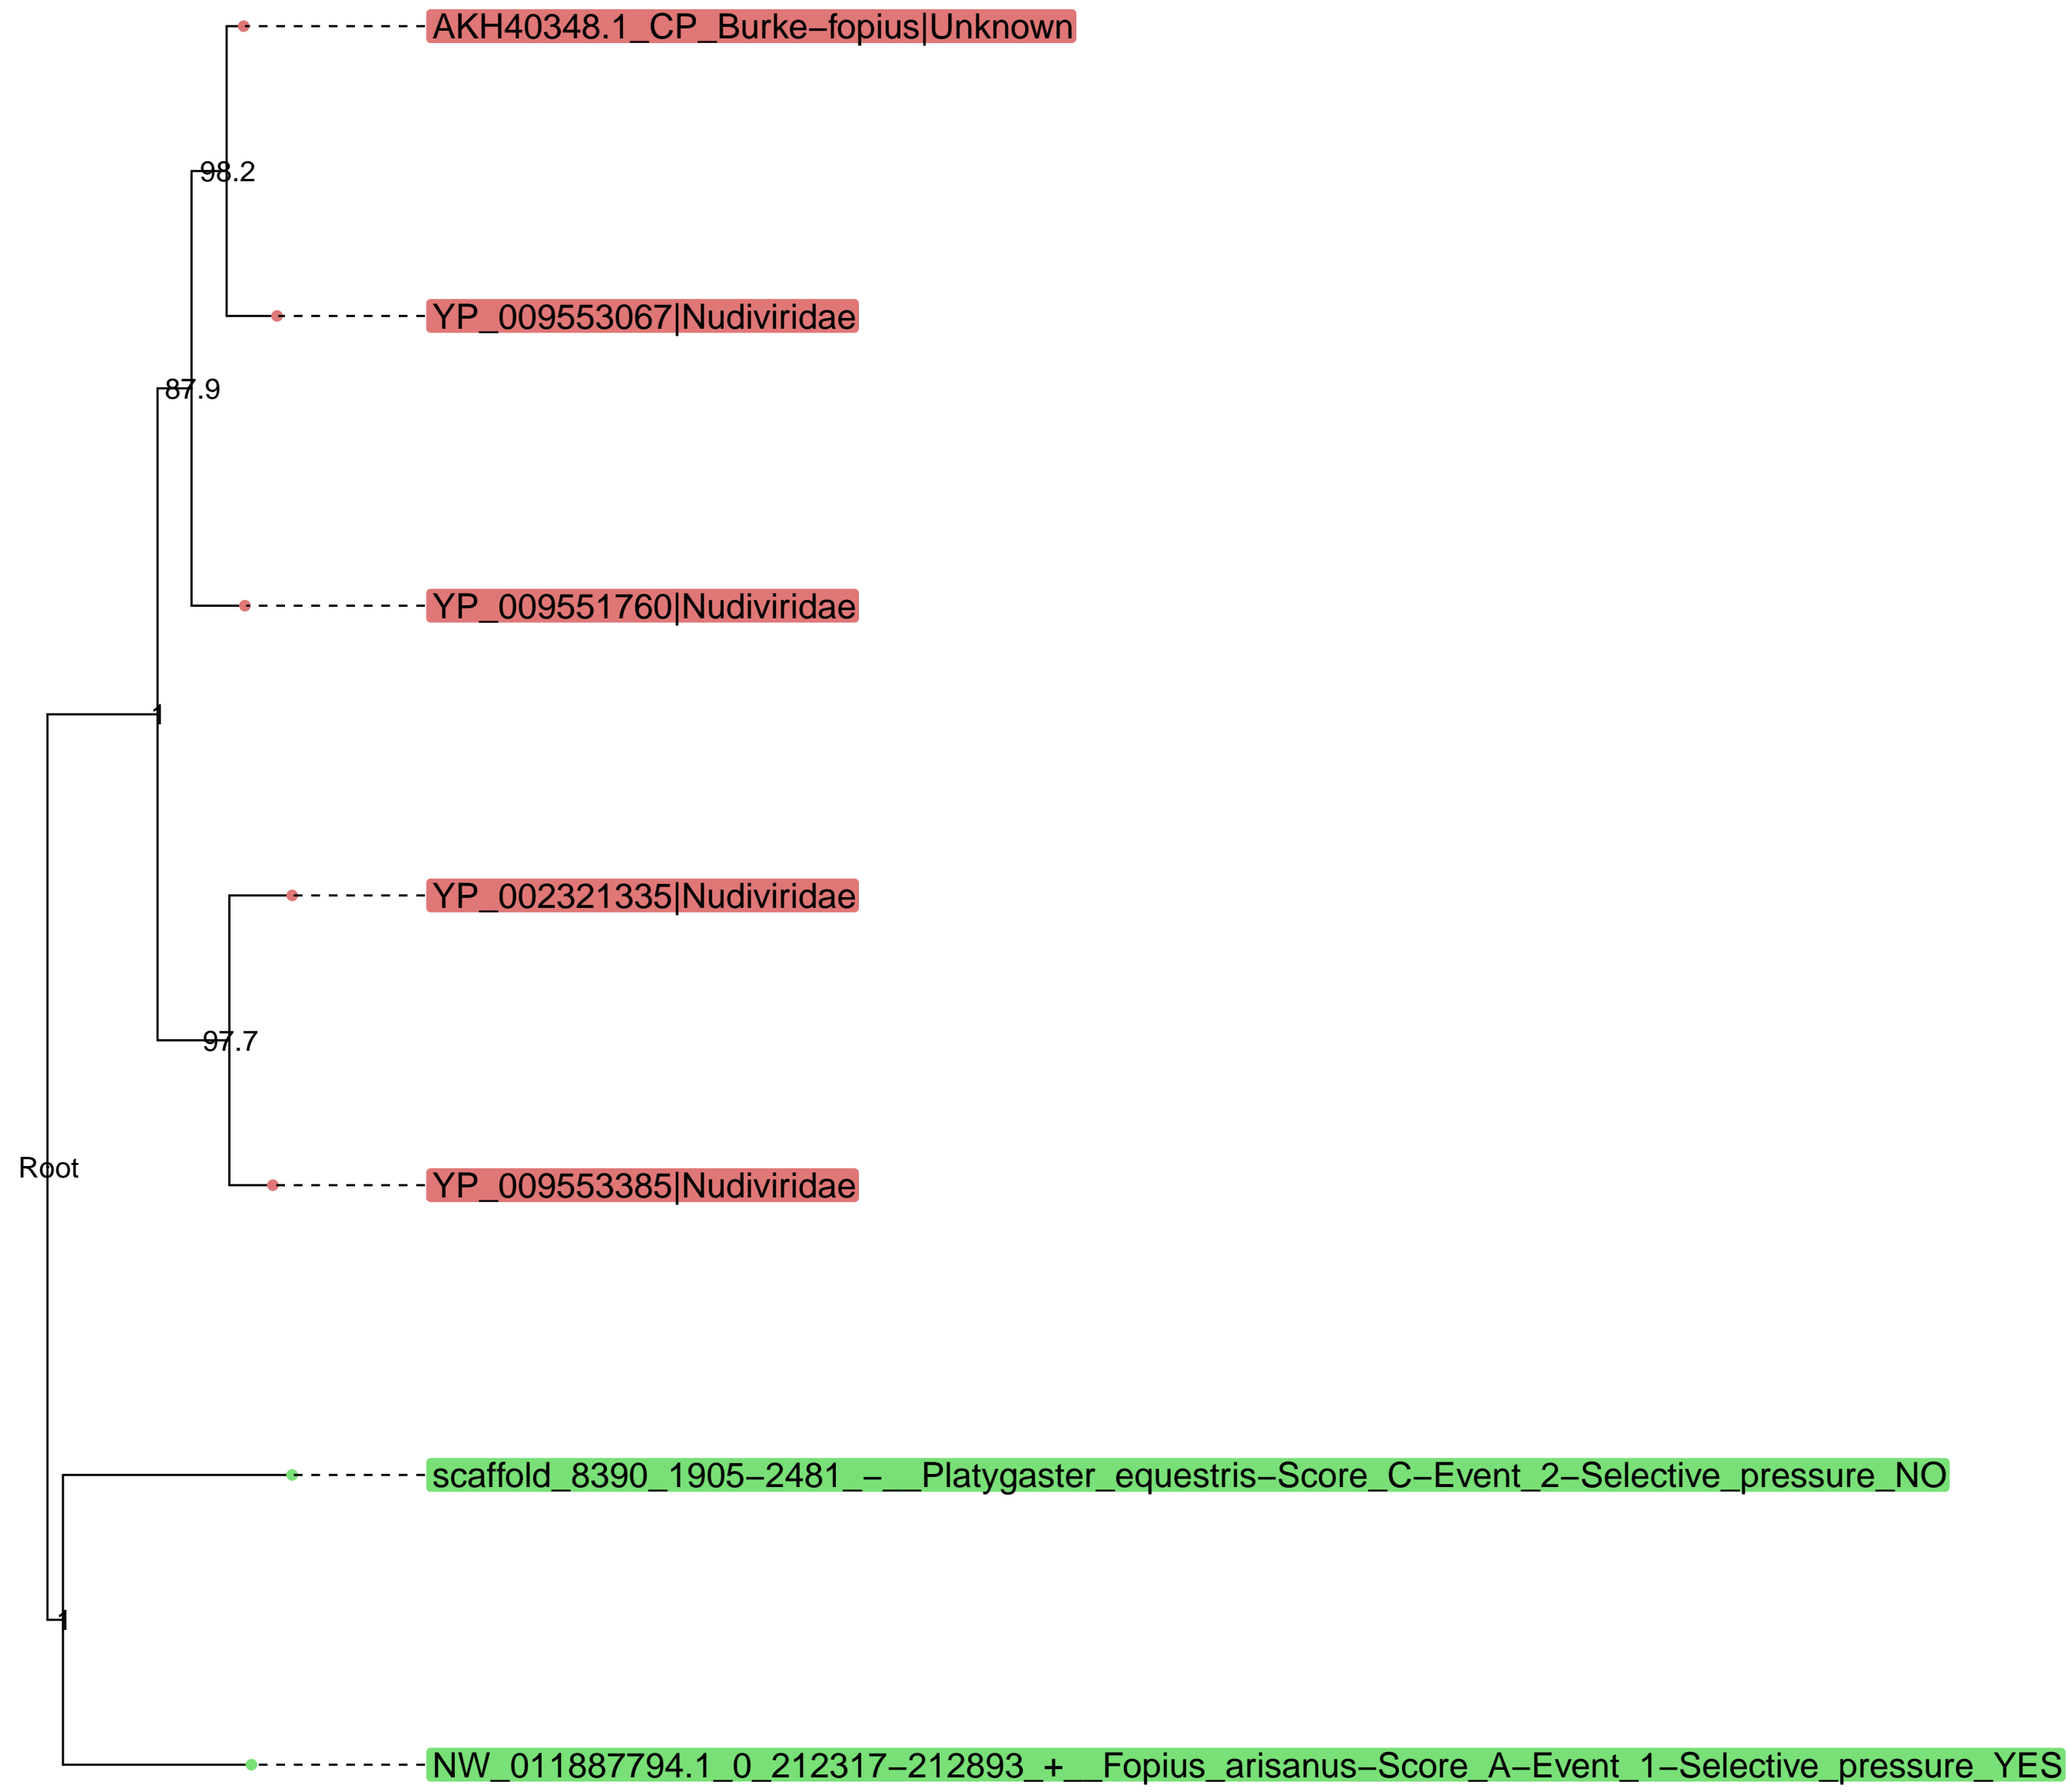 AKH40348.1_CP_Burke–fopius|Unknown
98.2
YP_009553067|Nudiviridae
87.9
YP_009551760|Nudiviridae
1
YP_002321335|Nudiviridae
97.7
Root
YP_009553385|Nudiviridae
scaffold_8390_1905–2481_–__Platygaster_equestris–Score_C–Event_2–Selective_pressure_NO
1
NW_011887794.1_0_212317–212893_+__Fopius_arisanus–Score_A–Event_1–Selective_pressure_YES